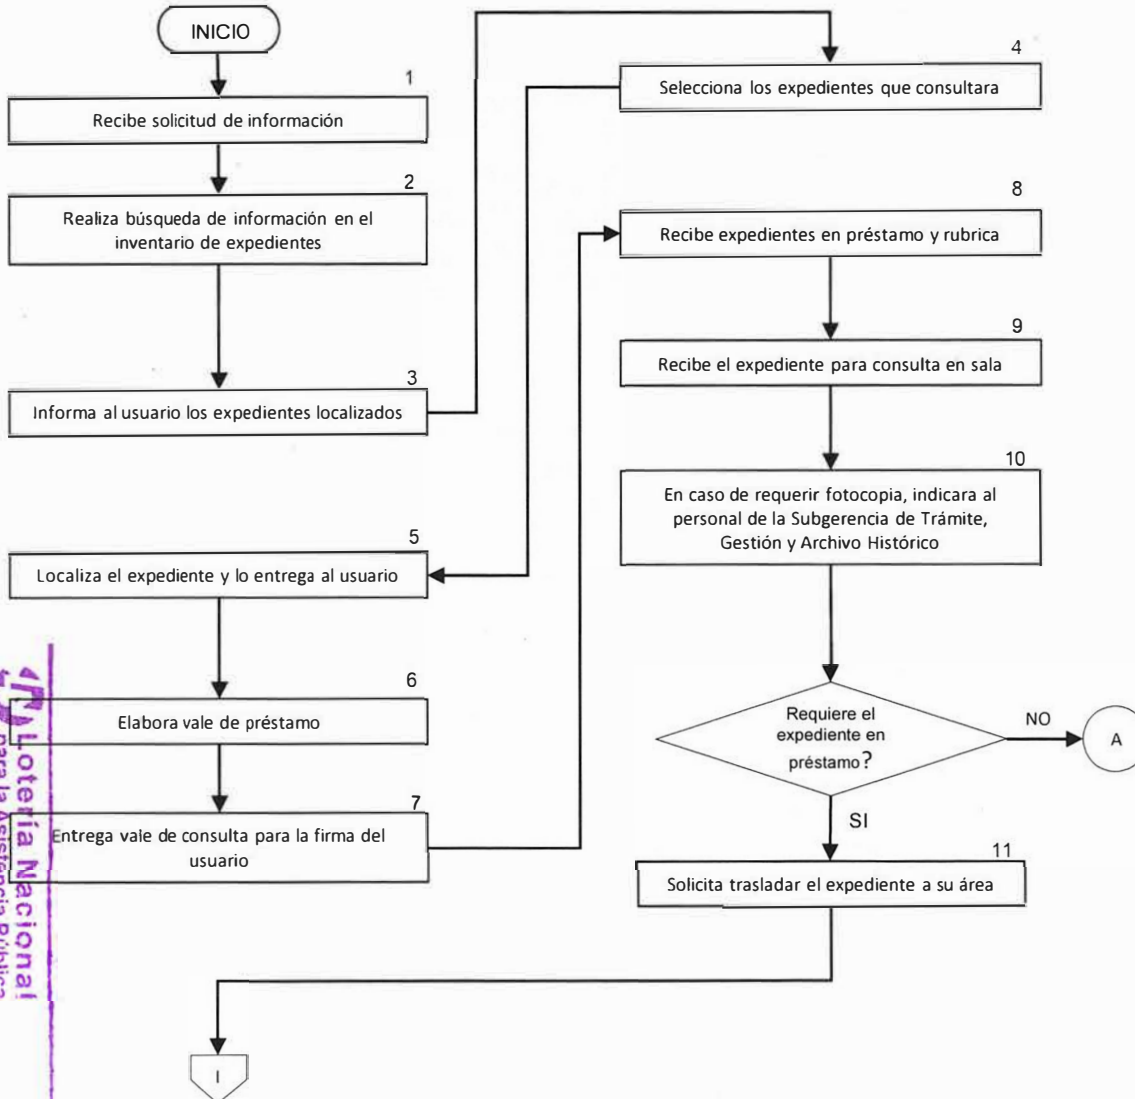 INICIO
1
Recibe solicitud de información
2
Realiza búsqueda de información en el
inventario de expedientes
3
Informa al usuario los expedientes localizados
4
Selecciona los expedientes que consultara
5
Localiza el expediente y lo entrega al usuario
6
Elabora vale de préstamo
7
Entrega vale de consulta para la firma del
usuario
8
Recibe expedientes en préstamo y rubrica
9
Recibe el expediente para consulta en sala
10
En caso de requerir fotocopia, indicara al
personal de la Subgerencia de Trámite,
Gestión y Archivo Histórico
Requiere el
expediente en
préstamo?
NO
A
SI
11
Solicita trasladar el expediente a su área
I
Lotería Nacional
para la Asistencia Pública